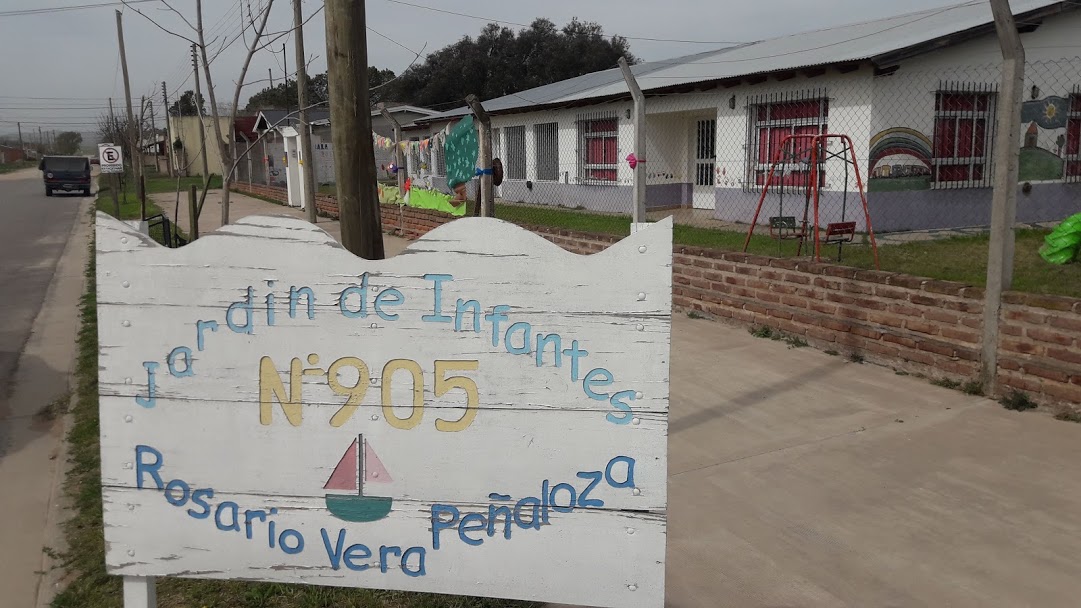 Jardin de Infantes
N° 905
Rosario Vera Peñaloza
E